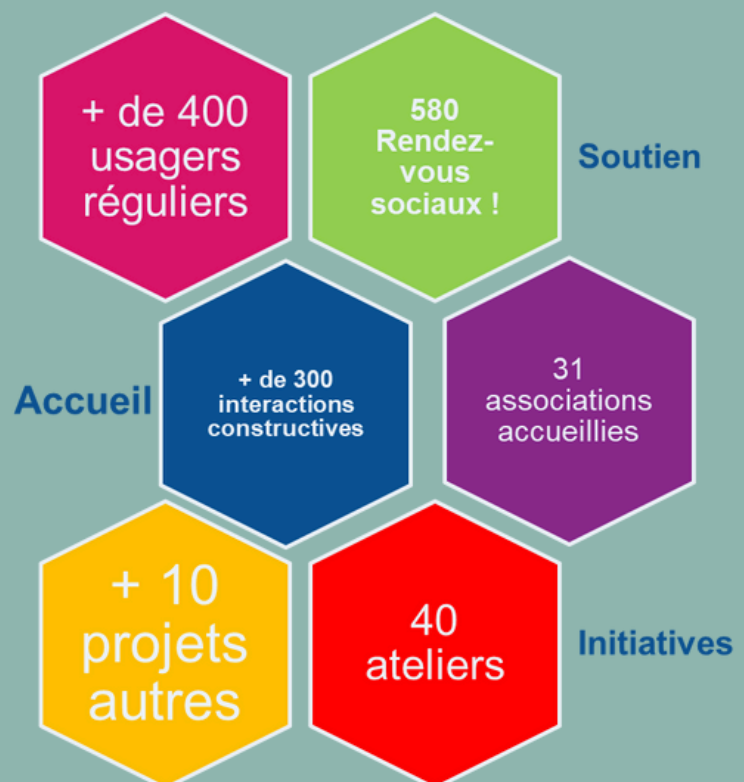 + de 400
usagers
réguliers
580
Rendez-
vous
sociaux !
Soutien
Accueil
+ de 300
interactions
constructives
31
associations
accueillies
+ 10
projets
autres
40
ateliers
Initiatives